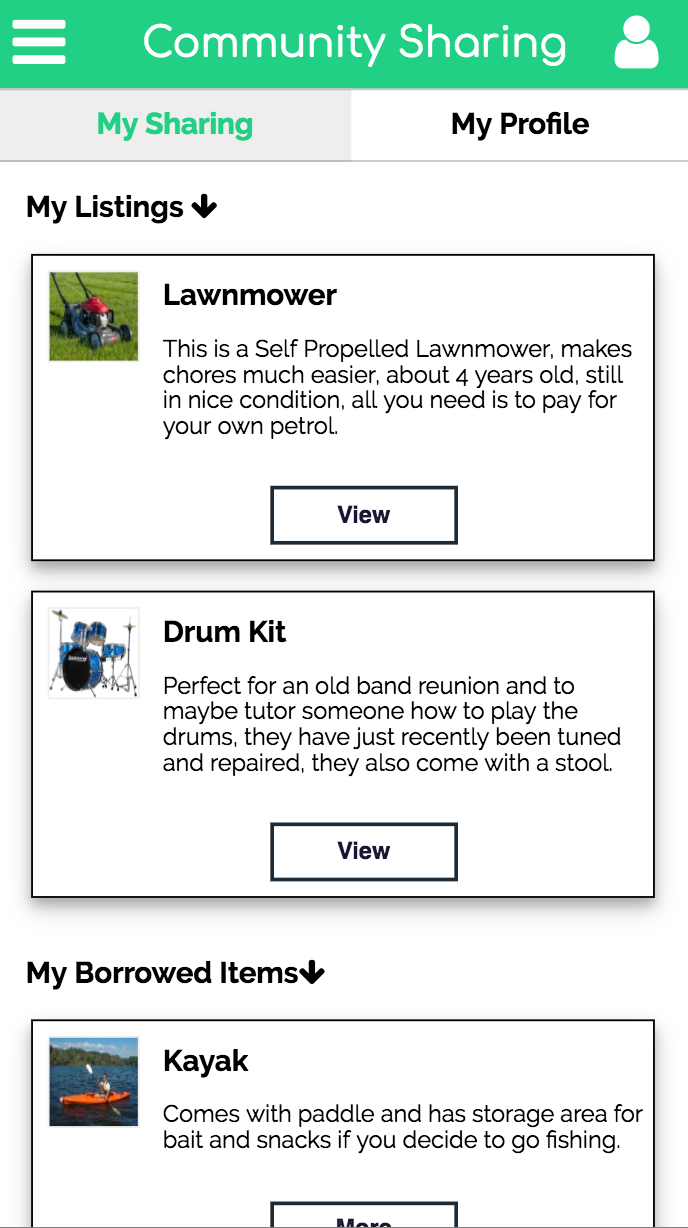 Community Sharing
My Sharing
My Profile
My Listings
Lawnmower
This is a Self Propelled Lawnmower, makes
chores much easier, about 4 years old, still
in nice condition, all you need is to pay for
your own petrol.
View
Drum Kit
Perfect for an old band reunion and to
maybe tutor someone how to play the
drums, they have just recently been tuned
and repaired, they also come with a stool.
View
My Borrowed Items
Kayak
Comes with paddle and has storage area for
bait and snacks if you decide to go fishing.
More